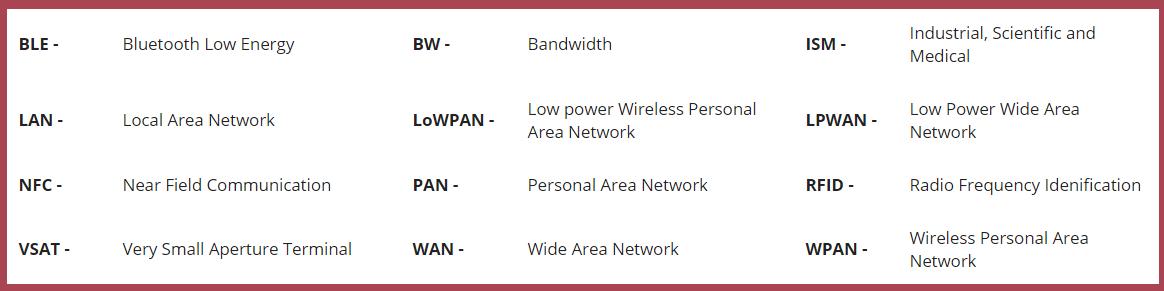 BLE - Bluetooth Low Energy BW - Bandwidth ISM - Industrial, Scientific and
Medical
LAN - Local Area Network LoWPAN - Low power Wireless Personal
Area Network
LPWAN - Low Power Wide Area
Network
NFC - Near Field Communication PAN - Personal Area Network RFID - Radio Frequency Idenification
VSAT - Very Small Aperture Terminal WAN - Wide Area Network WPAN - Wireless Personal Area
Network